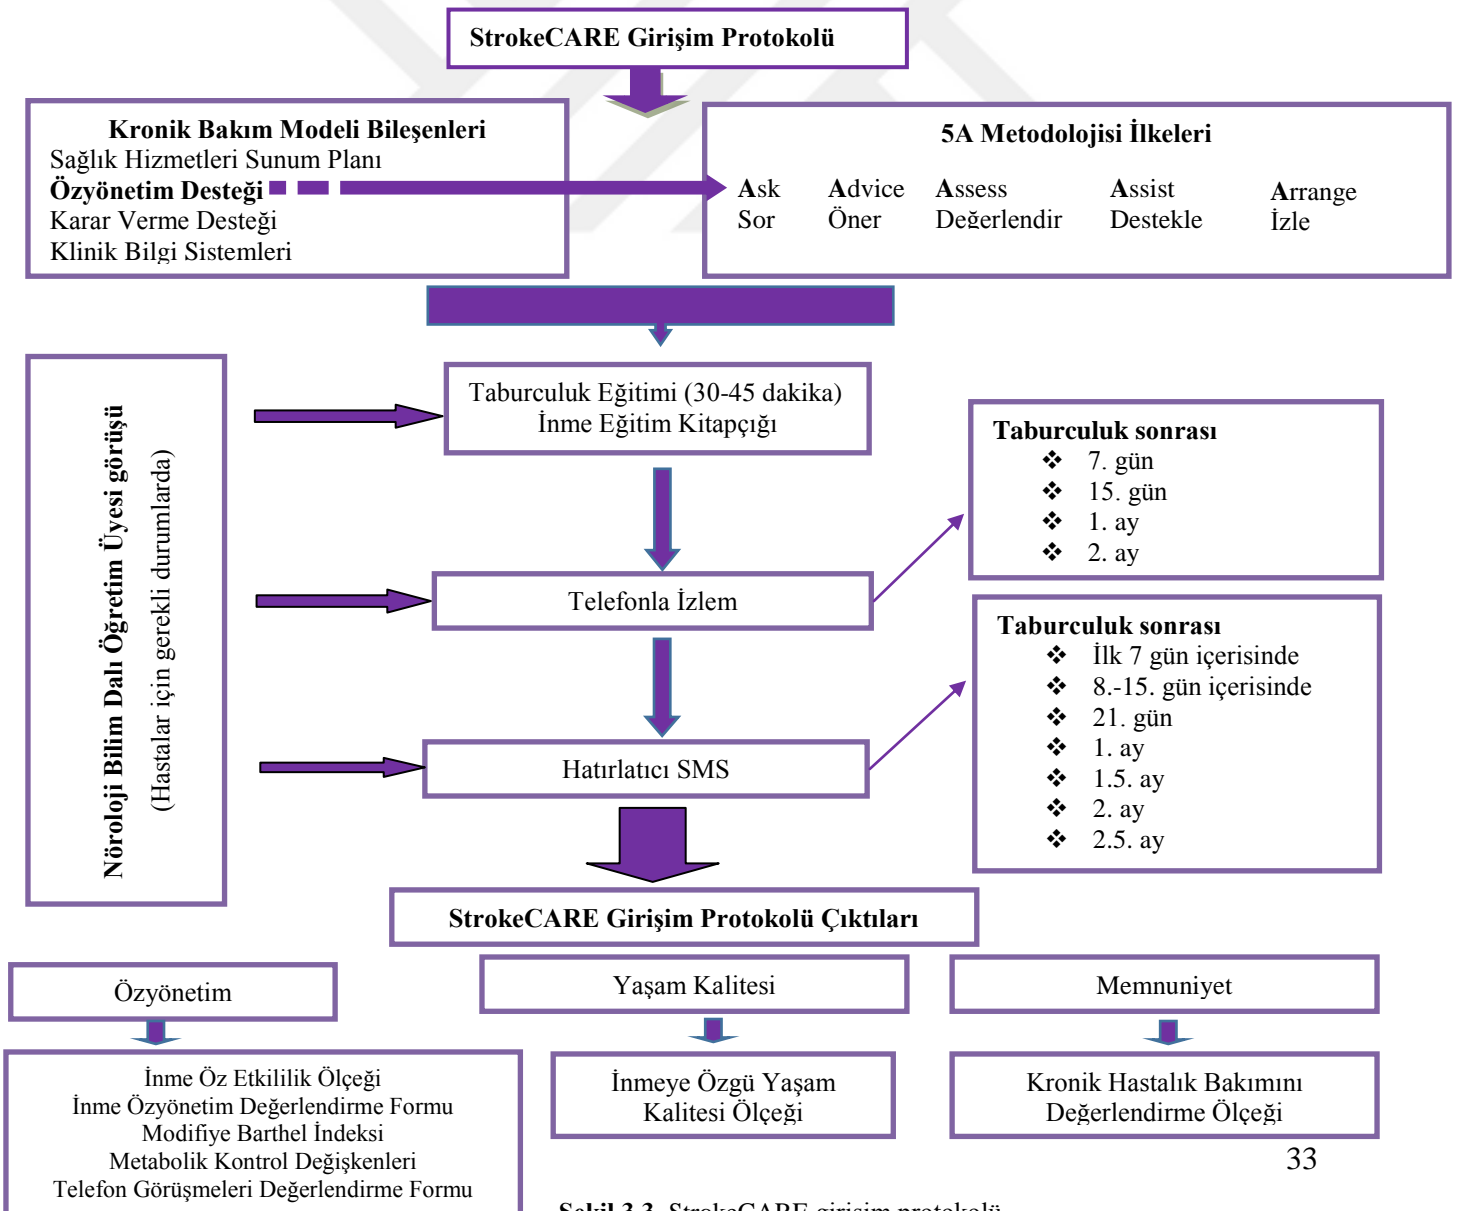 StrokeCARE Girişim Protokolü
Kronik Bakım Modeli Bileşenleri
Sağlık Hizmetleri Sunum Planı
Özyönetim Desteği
Karar Verme Desteği
Klinik Bilgi Sistemleri
5A Metodolojisi İlkeleri
Ask Advice Assess Assist Arrange
Sor Öner Değerlendir Destekle İzle
Nöroloji Bilim Dalı Öğretim Üyesi görüşü
(Hastalar için gerekli durumlarda)
Taburculuk Eğitimi (30-45 dakika)
İnme Eğitim Kitapçığı
Telefonla İzlem
Hatırlatıcı SMS
Taburculuk sonrası
❖ 7. gün
❖ 15. gün
❖ 1. ay
❖ 2. ay
Taburculuk sonrası
❖ İlk 7 gün içerisinde
❖ 8.-15. gün içerisinde
❖ 21. gün
❖ 1. ay
❖ 1.5. ay
❖ 2. ay
❖ 2.5. ay
StrokeCARE Girişim Protokolü Çıktıları
Özyönetim
İnme Öz Etkililik Ölçeği
İnme Özyönetim Değerlendirme Formu
Modifiye Barthel İndeksi
Metabolik Kontrol Değişkenleri
Telefon Görüşmeleri Değerlendirme Formu
Yaşam Kalitesi
İnmeye Özgü Yaşam
Kalitesi Ölçeği
Memnuniyet
Kronik Hastalık Bakımını
Değerlendirme Ölçeği
33
Şekil 3.3. StrokeCARE girişim protokolü